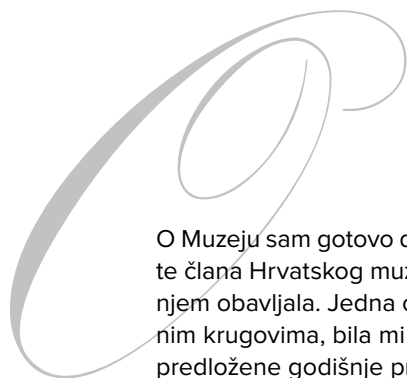 O Muzeju sam gotovo
te člana Hrvatskog
njem obavljala. Jedna
nim krugovima, bila mi
predložene godišnje